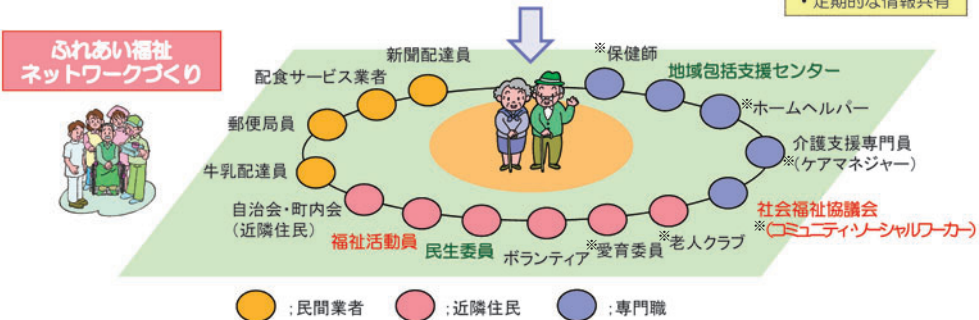 ・定期的な情報共有
ふれあい福祉
ネットワークづくり
新聞配達員
※保健師
配食サービス業者
地域包括支援センター
郵便局員
※ホームヘルパー
介護支援専門員
※(ケアマネジャー)
牛乳配達員
自治会・町内会
(近隣住民)
福祉活動員
民生委員
ボランティア
※愛育委員
※老人クラブ
社会福祉協議会
※(コミュニティ・ソーシャルワーカー)
;民間業者
;近隣住民
;専門職